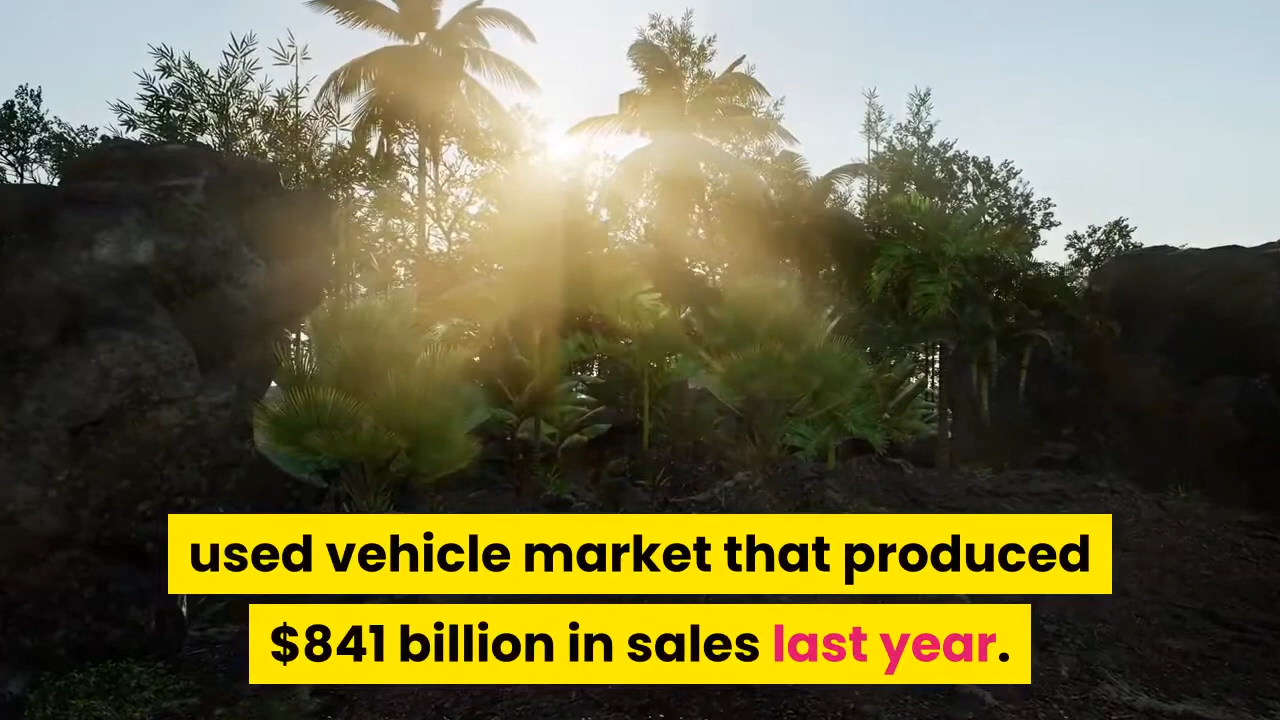 used vehicle market that produced
$841 billion in sales last year.